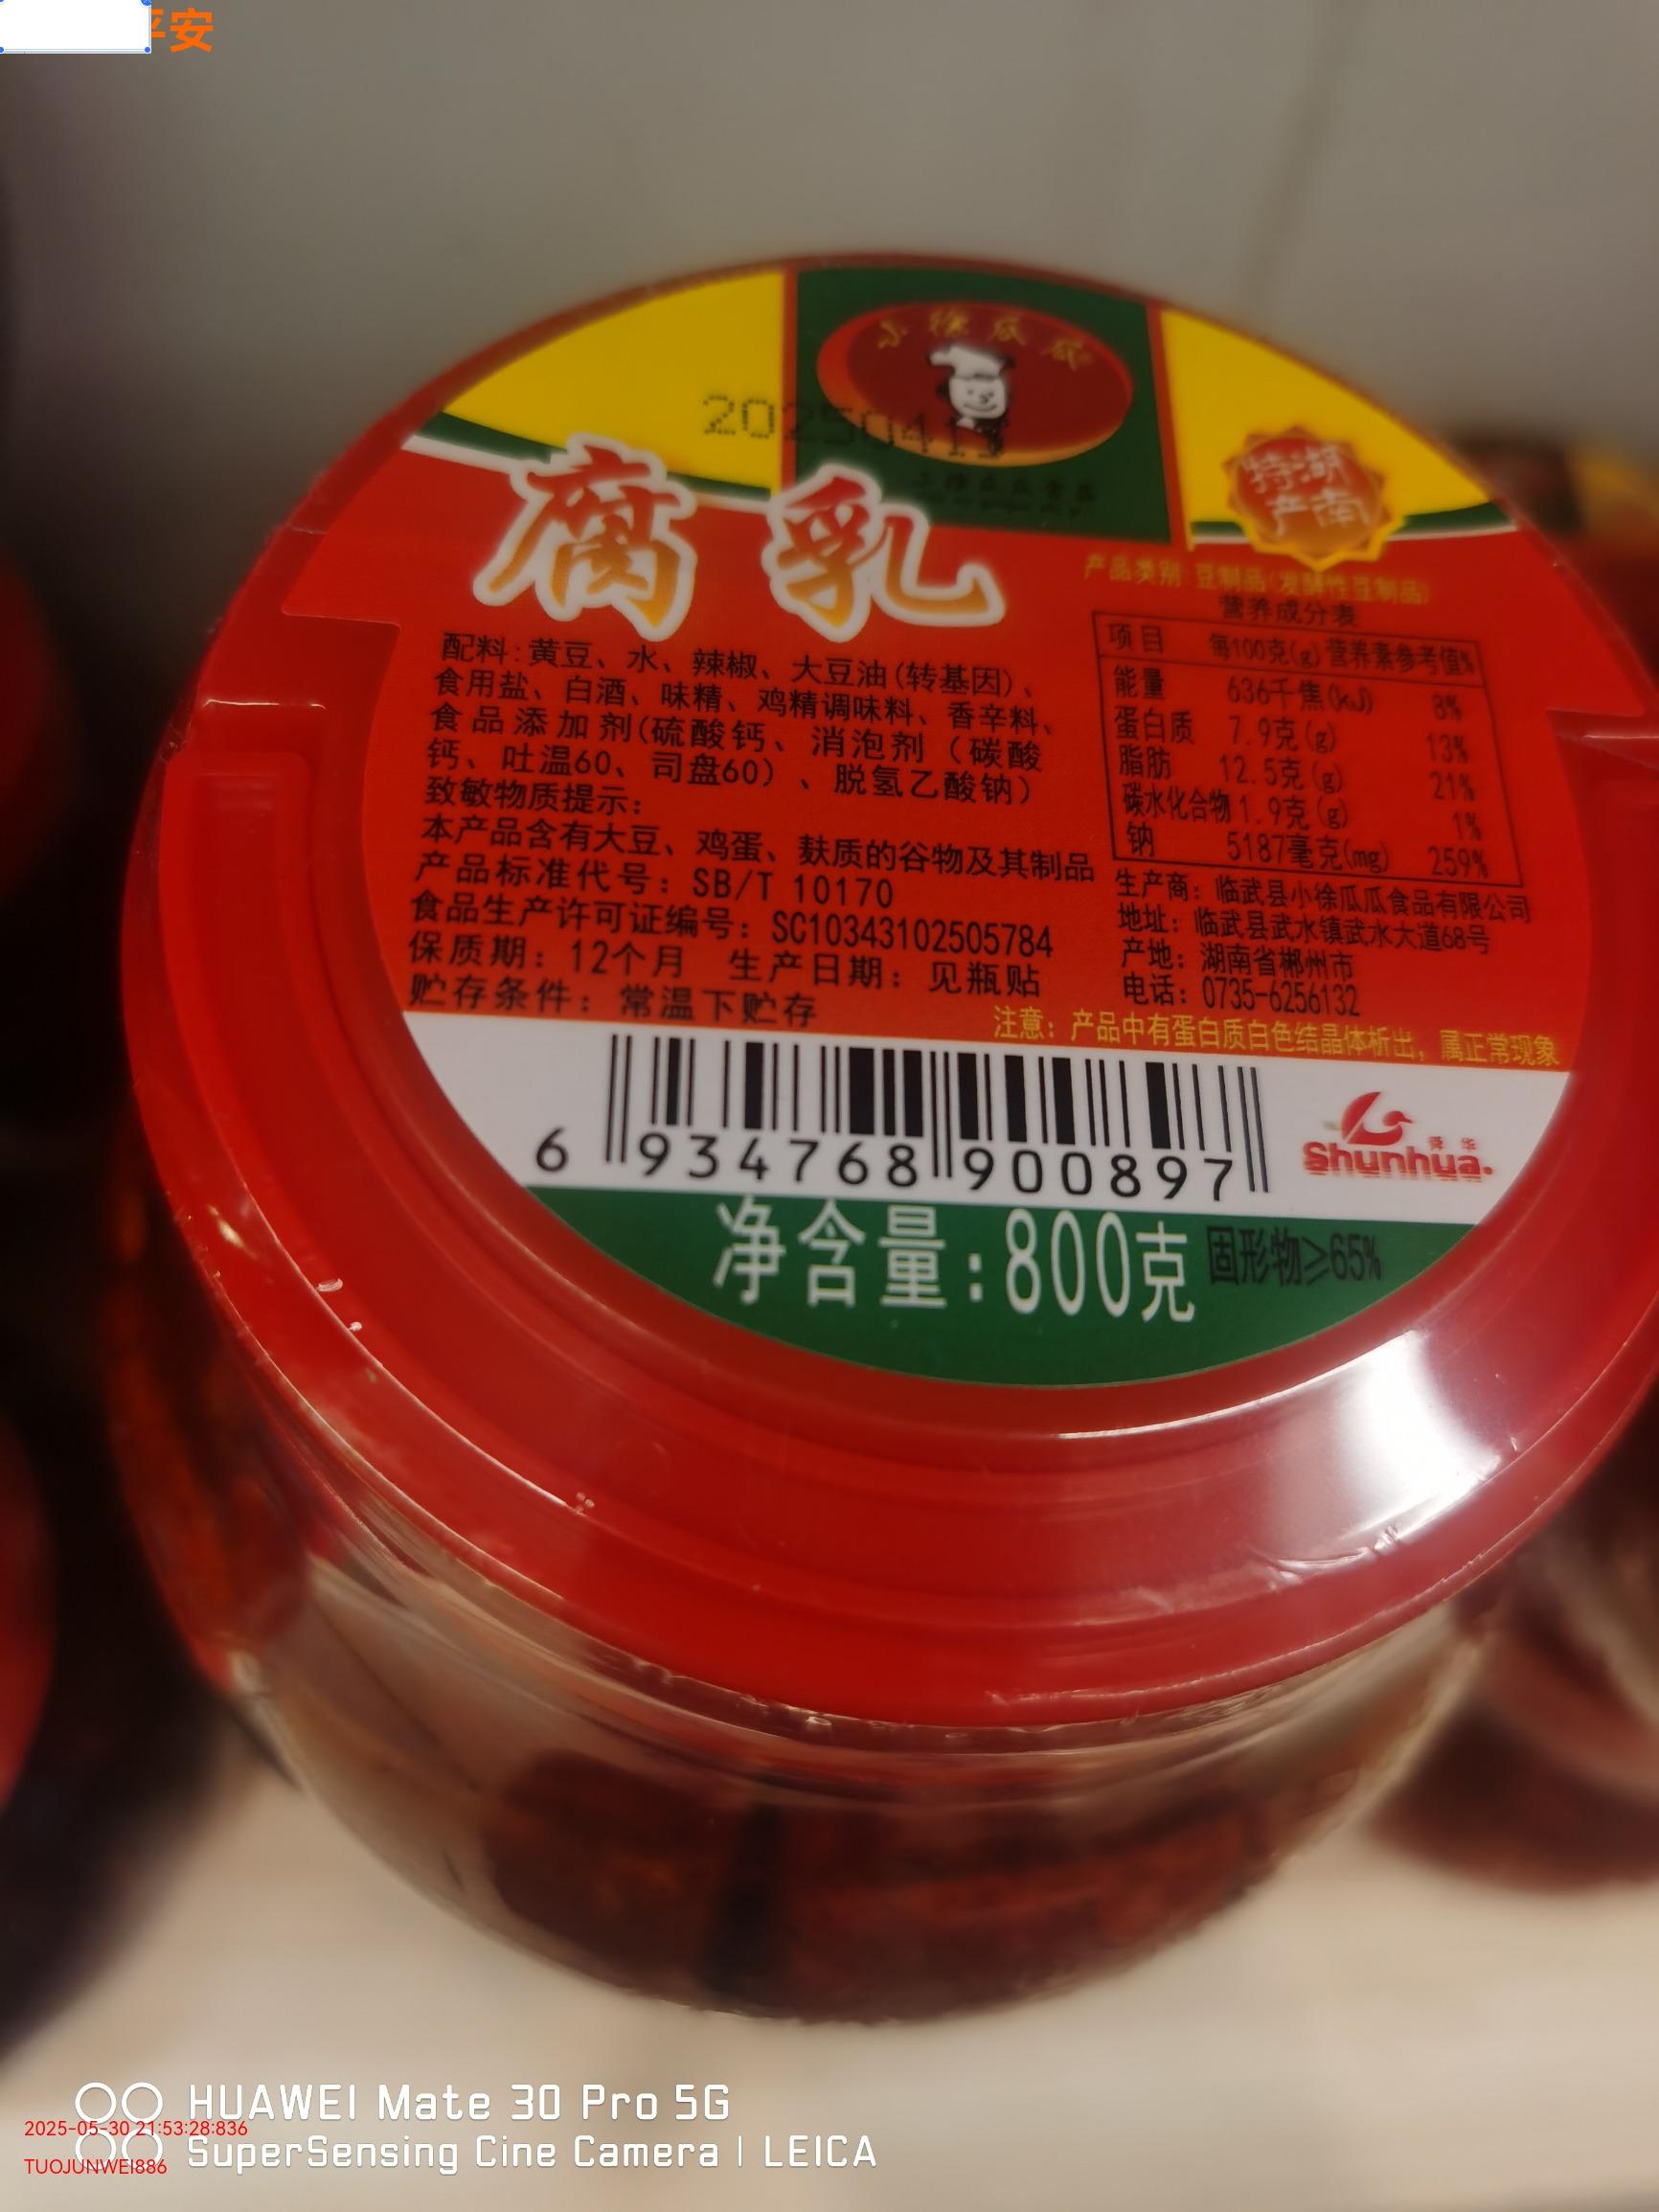 平安
小徐瓜瓜
20250413
腐乳
特湖
产南
产品类别 豆制品(发酵性豆制品)
配料:黄豆、水、辣椒、大豆油(转基因)、
食用盐、白酒、味精、鸡精调味料、香辛料、
食品添加剂(硫酸钙、消泡剂（碳酸
钙、吐温60、司盘60）、脱氢乙酸钠)
致敏物质提示:
本产品含有大豆、鸡蛋、麸质的谷物及其制品
产品标准代号: SB/T 10170
食品生产许可证编号: SC10343102505784
保质期: 12个月 生产日期: 见瓶贴
贮存条件: 常温下贮存
营养成分表
项目 每100克(g) 营养素参考值%
能量 636千焦(kJ) 8%
蛋白质 7.9克(g) 13%
脂肪 12.5克(g) 21%
碳水化合物 1.9克(g) 1%
钠 5187毫克(mg) 259%
生产商: 临武县小徐瓜瓜食品有限公司
地址: 临武县武水镇武水大道68号
产地: 湖南省郴州市
电话: 0735-6256132
注意: 产品中有蛋白质白色结晶体析出，属正常现象
6 934768 900897
舜华
Shunhua.
净含量:800克 固形物≥65%
HUAWEI Mate 30 Pro 5G
2025-05-30 21:53:28:836
SuperSensing Cine Camera | LEICA
TUOJUNWEI886